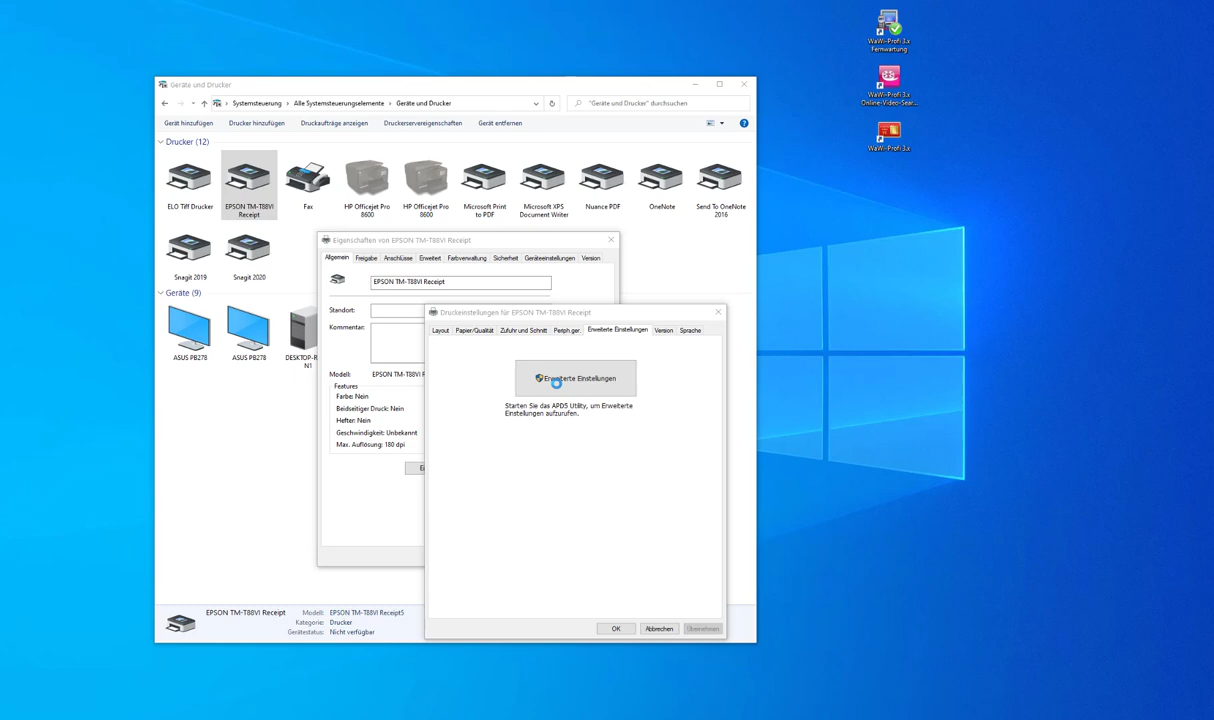 WaWi-Profi 3.x
Fernwartung
WaWi-Profi 3.x
Online-Video-Sear...
WaWi-Profi 3.x
Geräte und Drucker
Systemsteuerung
Alle Systemsteuerungselemente
Geräte und Drucker
"Geräte und Drucker" durchsuchen
Gerät hinzufügen
Drucker hinzufügen
Druckaufträge anzeigen
Druckerservereigenschaften
Gerät entfernen
Drucker (12)
ELO Tiff Drucker
EPSON TM-T88VI
Receipt
Fax
HP Officejet Pro
8600
HP Officejet Pro
8600
Microsoft Print
to PDF
Microsoft XPS
Document Writer
Nuance PDF
OneNote
Send To OneNote
2016
Snagit 2019
Snagit 2020
Geräte (9)
ASUS PB278
ASUS PB278
DESKTOP-R
N1
Eigenschaften von EPSON TM-T88VI Receipt
Allgemein
Freigabe
Anschlüsse
Erweitert
Farbverwaltung
Sicherheit
Geräteeinstellungen
Version
EPSON TM-T88VI Receipt
Standort:
Kommentar:
Modell:
EPSON TM-T88VI R
Features
Farbe: Nein
Beidseitiger Druck: Nein
Hefter: Nein
Geschwindigkeit: Unbekannt
Max. Auflösung: 180 dpi
Druckeinstellungen für EPSON TM-T88VI Receipt
Layout
Papier/Qualität
Zufuhr und Schnitt
Periph.ger.
Erweiterte Einstellungen
Version
Sprache
Erweiterte Einstellungen
Starten Sie das APD5 Utility, um Erweiterte
Einstellungen aufzurufen.
OK
Abbrechen
Übernehmen
EPSON TM-T88VI Receipt
Modell:
EPSON TM-T88VI Receipt5
Kategorie:
Drucker
Gerätestatus:
Nicht verfügbar